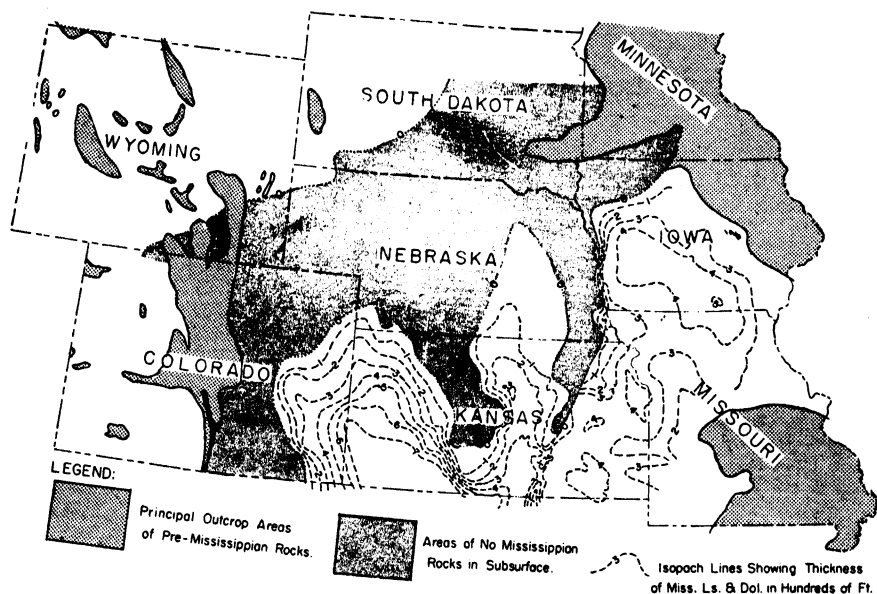 MINNESOTA
SOUTH DAKOTA
WYOMING
IOWA
NEBRASKA
COLORADO
KANSAS
MISSOURI
LEGEND:
Principal Outcrop Areas
of Pre-Mississippian Rocks.
Areas of No Mississippian
Rocks in Subsurface.
Isopach Lines Showing Thickness
of Miss. Ls. & Dol. in Hundreds of Ft.